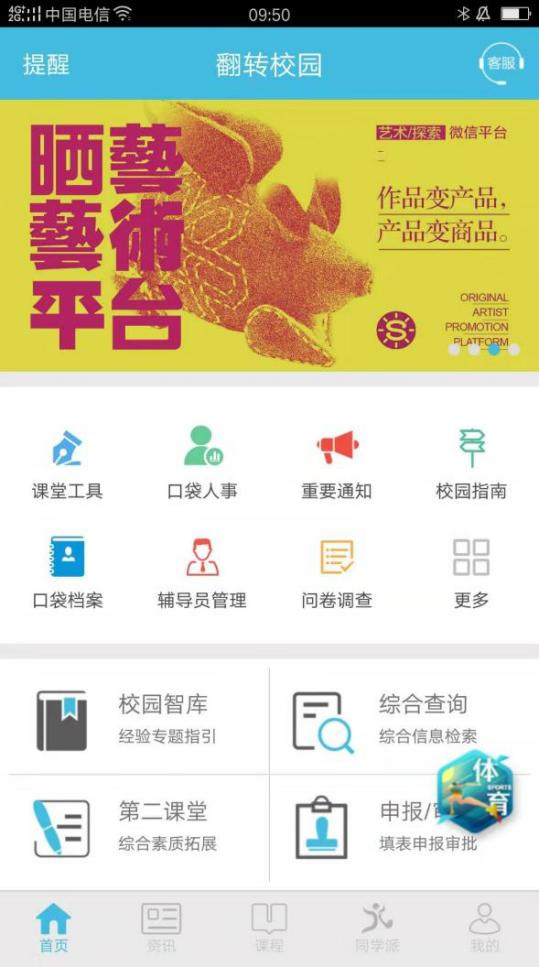 4G+ 2G 中国电信 09:50
提醒 翻转校园 客服
晒藝
藝術
平台
艺术/探索 微信平台
作品变产品，
产品变商品。
ORIGINAL
ARTIST
PROMOTION
PLATFORM
S
课堂工具 口袋人事 重要通知 校园指南
口袋档案 辅导员管理 问卷调查 更多
校园智库
经验专题指引
综合查询
综合信息检索
第二课堂
综合素质拓展
申报/
填表申报审批
体
SPORTS
育
首页 资讯 课程 同学派 我的